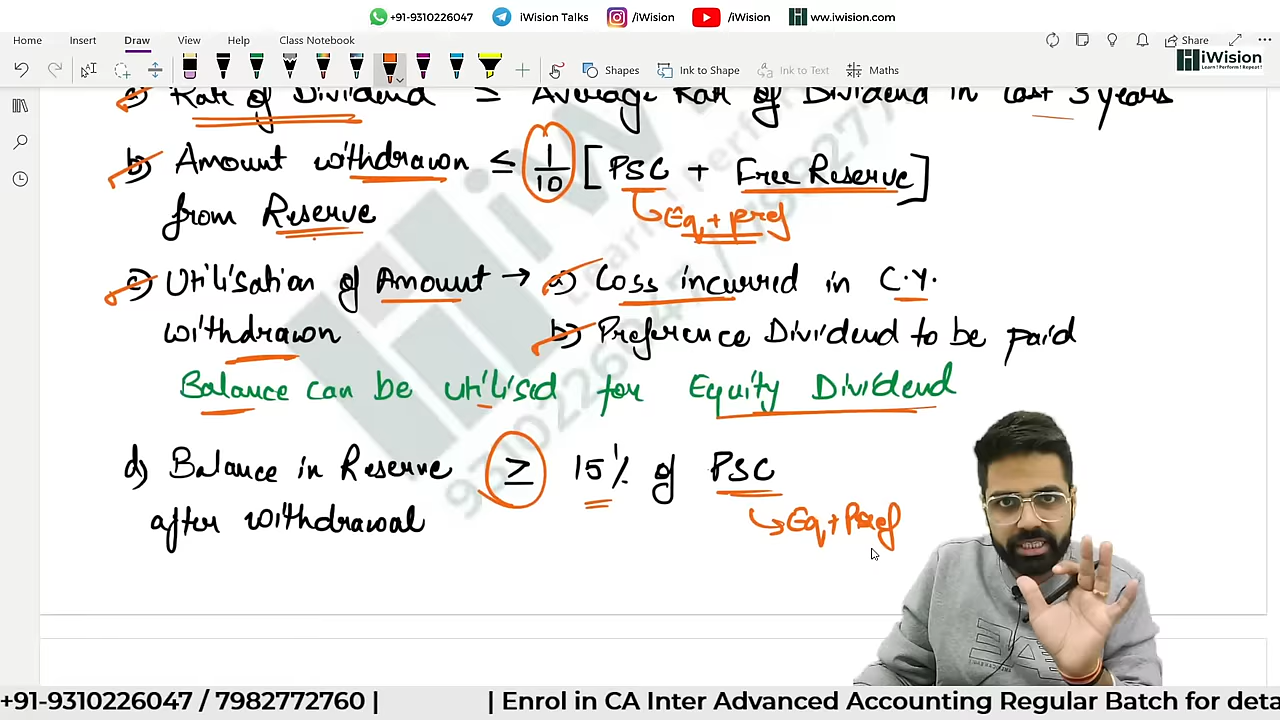 +91-9310226047 iWision Talks /iWision /iWision ww.iwision.com
Home Insert Draw View Help Class Notebook Share
Shapes Ink to Shape Ink to Text Maths
iWision
Learn ! Perform ! Repeat !
a) Rate of Dividend ≤ Average Rate of Dividend in last 3 years
b) Amount withdrawn ≤ 1/10 [PSC + Free Reserve]
from Reserve
Eq + pref
c) Utilisation of Amount → a) Loss incurred in C.Y.
withdrawn b) Preference Dividend to be paid
Balance can be utilised for Equity Dividend
d) Balance in Reserve ≥ 15% of PSC
after withdrawal
Eq + Pref
+91-9310226047 / 7982772760 | | Enrol in CA Inter Advanced Accounting Regular Batch for deta